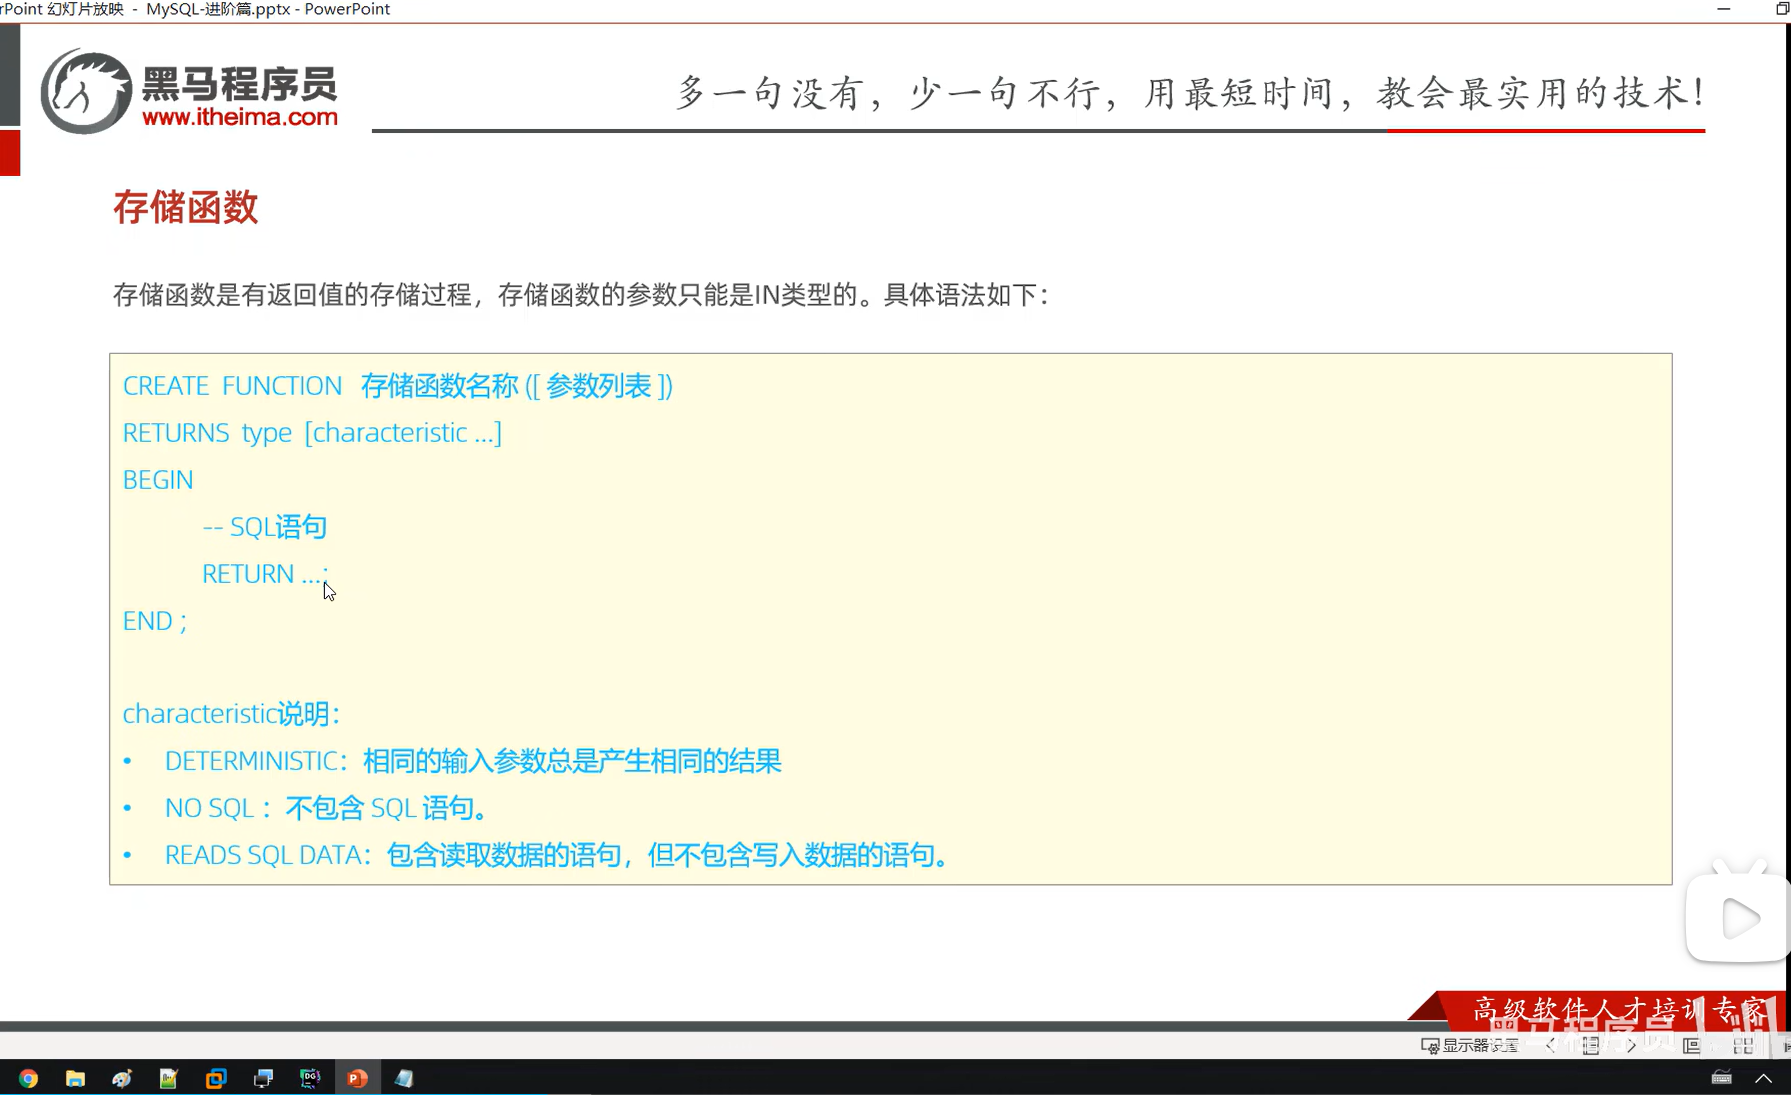 rPoint 幻灯片放映 - MySQL-进阶篇.pptx - PowerPoint
黑马程序员
www.itheima.com
多一句没有，少一句不行，用最短时间，教会最实用的技术！
存储函数
存储函数是有返回值的存储过程，存储函数的参数只能是IN类型的。具体语法如下：
CREATE FUNCTION 存储函数名称 ([ 参数列表 ])
RETURNS type [characteristic ...]
BEGIN
-- SQL语句
RETURN ...;
END ;
characteristic说明：
• DETERMINISTIC：相同的输入参数总是产生相同的结果
• NO SQL ：不包含 SQL 语句。
• READS SQL DATA：包含读取数据的语句，但不包含写入数据的语句。
高级软件人才培训专家
黑马程序员
显示器设置